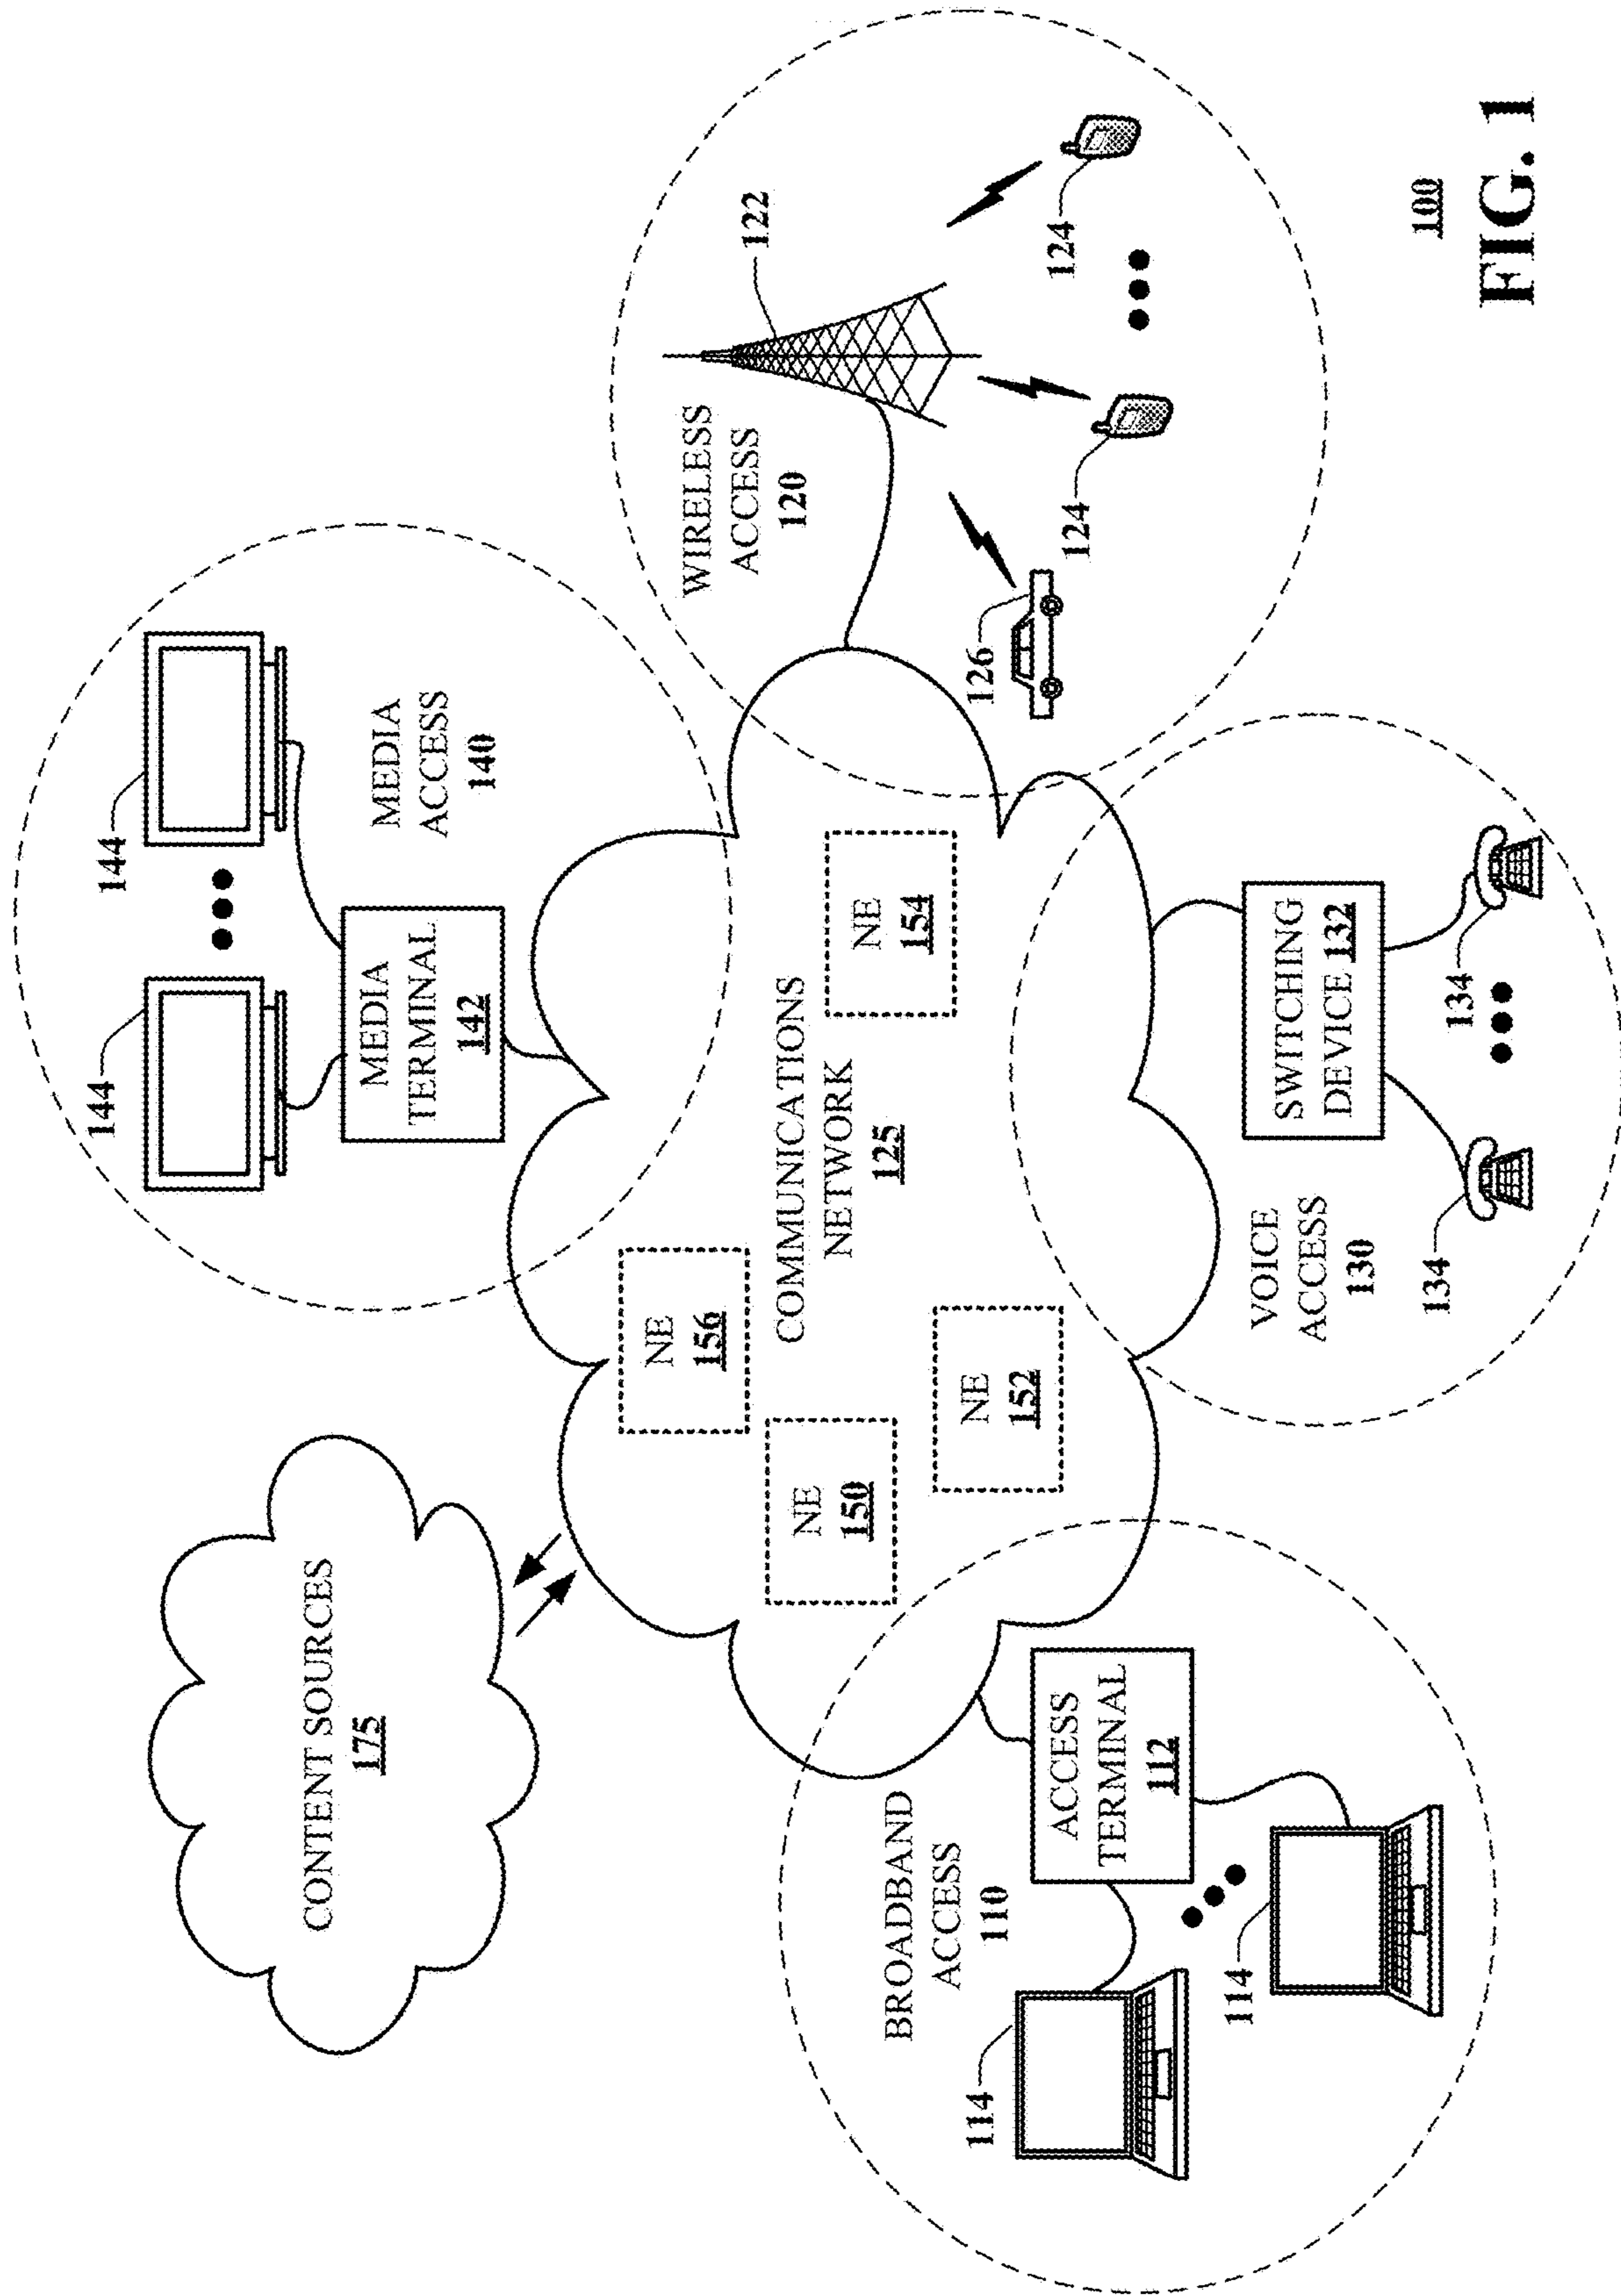 CONTENT SOURCES
175
144
144
MEDIA
TERMINAL
142
MEDIA
ACCESS
140
NE
156
NE
150
NE
152
COMMUNICATIONS
NETWORK
125
NE
154
WIRELESS
ACCESS
120
122
126
124
124
BROADBAND
ACCESS
110
ACCESS
TERMINAL
112
114
114
VOICE
ACCESS
130
SWITCHING
DEVICE 132
134
134
100
FIG. 1